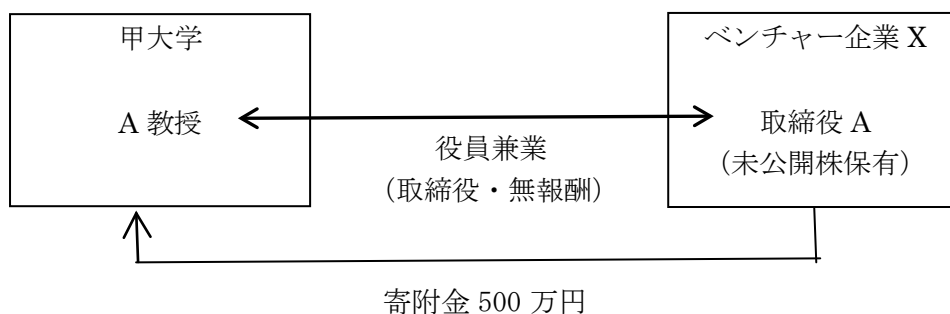 甲大学
A 教授
ベンチャー企業 X
取締役 A
(未公開株保有)
役員兼業
(取締役・無報酬)
寄附金 500 万円